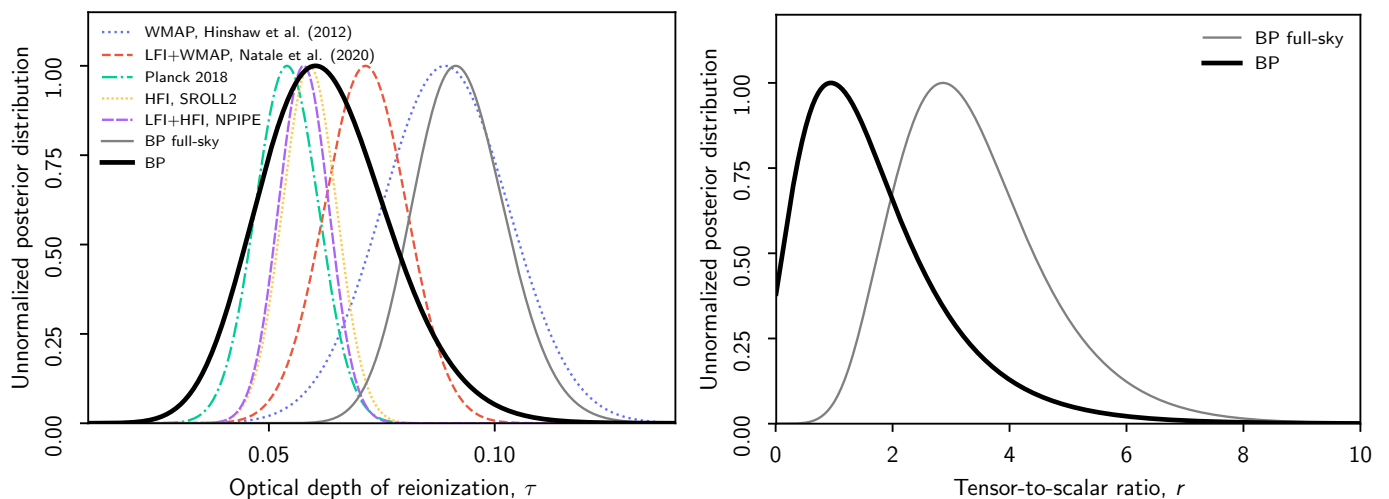 WMAP, Hinshaw et al. (2012)
LFI+WMAP, Natale et al. (2020)
Planck 2018
HFI, SROLL2
LFI+HFI, NPIPE
BP full-sky
BP
Unnormalized posterior distribution
1.00
0.75
0.50
0.25
0.00
0.05
0.10
Optical depth of reionization, τ
BP full-sky
BP
Unnormalized posterior distribution
1.00
0.75
0.50
0.25
0.00
0
2
4
6
8
10
Tensor-to-scalar ratio, r